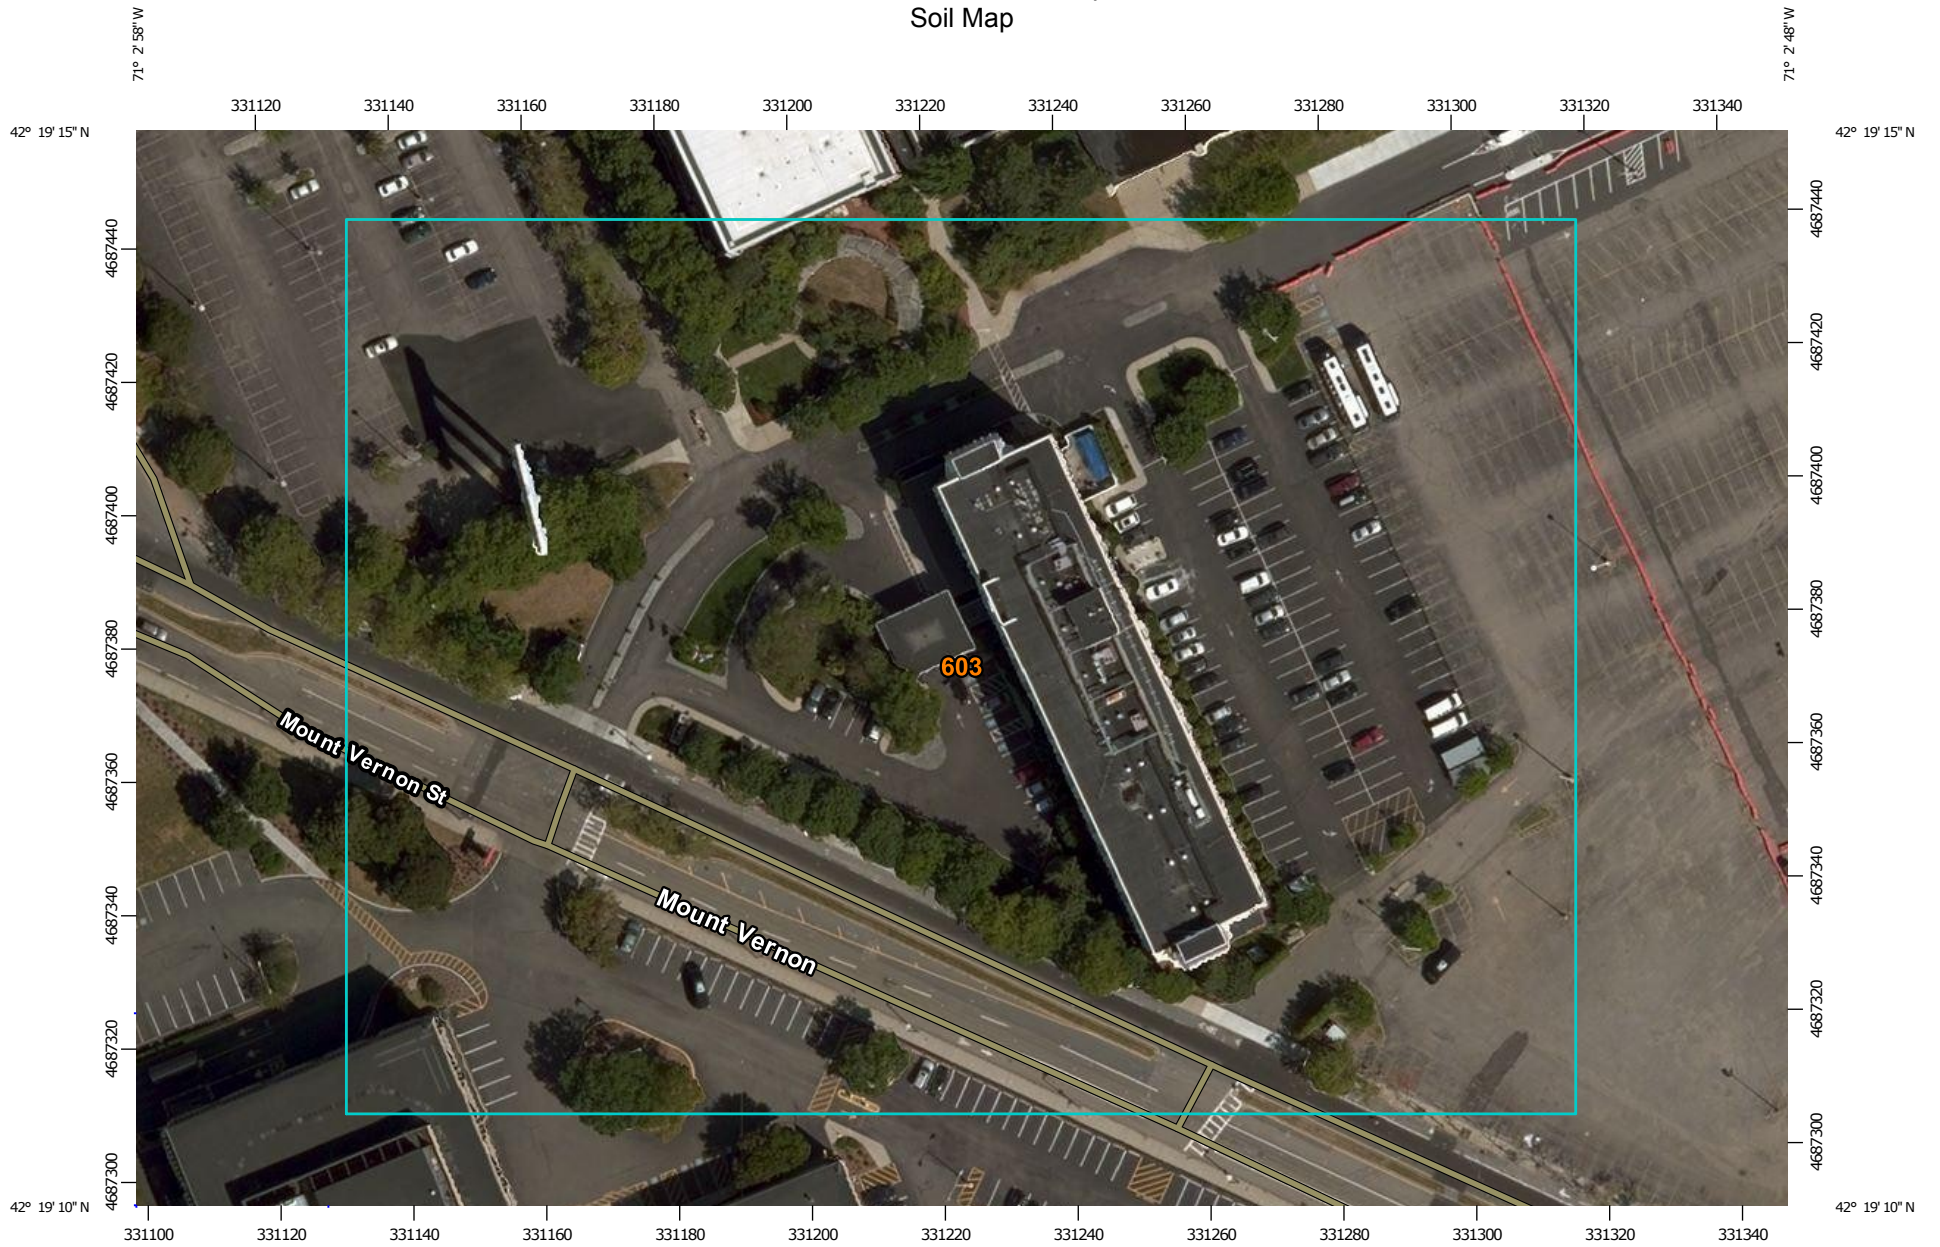 Soil Map
71° 2' 58'' W
71° 2' 48'' W
331120 331140 331160 331180 331200 331220 331240 331260 331280 331300 331320 331340
42° 19' 15'' N
42° 19' 15'' N
4687440
4687440
4687420
4687420
4687400
4687400
4687380
4687380
603
Mount Vernon St
4687360
4687360
Mount Vernon
4687340
4687340
4687320
4687320
4687300
4687300
42° 19' 10'' N
42° 19' 10'' N
331100 331120 331140 331160 331180 331200 331220 331240 331260 331280 331300 331320 331340